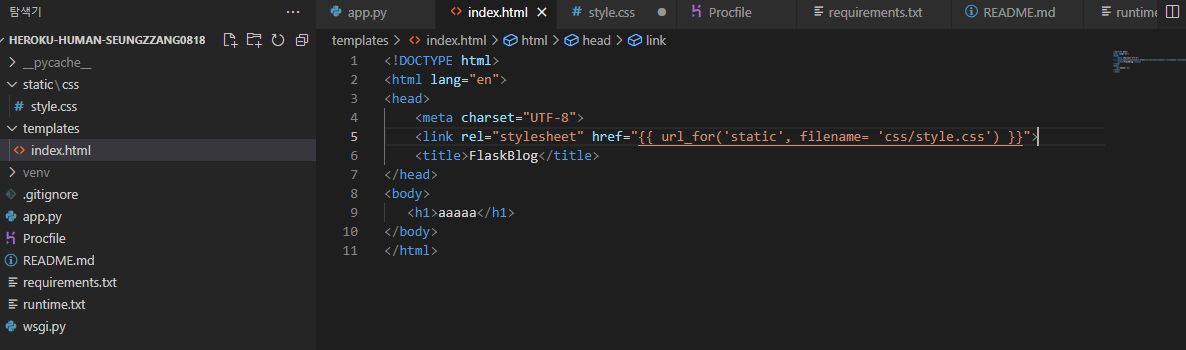 탐색기 ···
HEROKU-HUMAN-SEUNGZZANG0818
__pycache__
static\css
# style.css
templates
<> index.html
venv
.gitignore
app.py
Procfile
README.md
requirements.txt
runtime.txt
wsgi.py
app.py <> index.html # style.css Procfile requirements.txt README.md runtime
templates > <> index.html > html > head > link
1 <!DOCTYPE html>
2 <html lang="en">
3 <head>
4 <meta charset="UTF-8">
5 <link rel="stylesheet" href="{{ url_for('static', filename= 'css/style.css') }}">
6 <title>FlaskBlog</title>
7 </head>
8 <body>
9 <h1>aaaaa</h1>
10 </body>
11 </html>